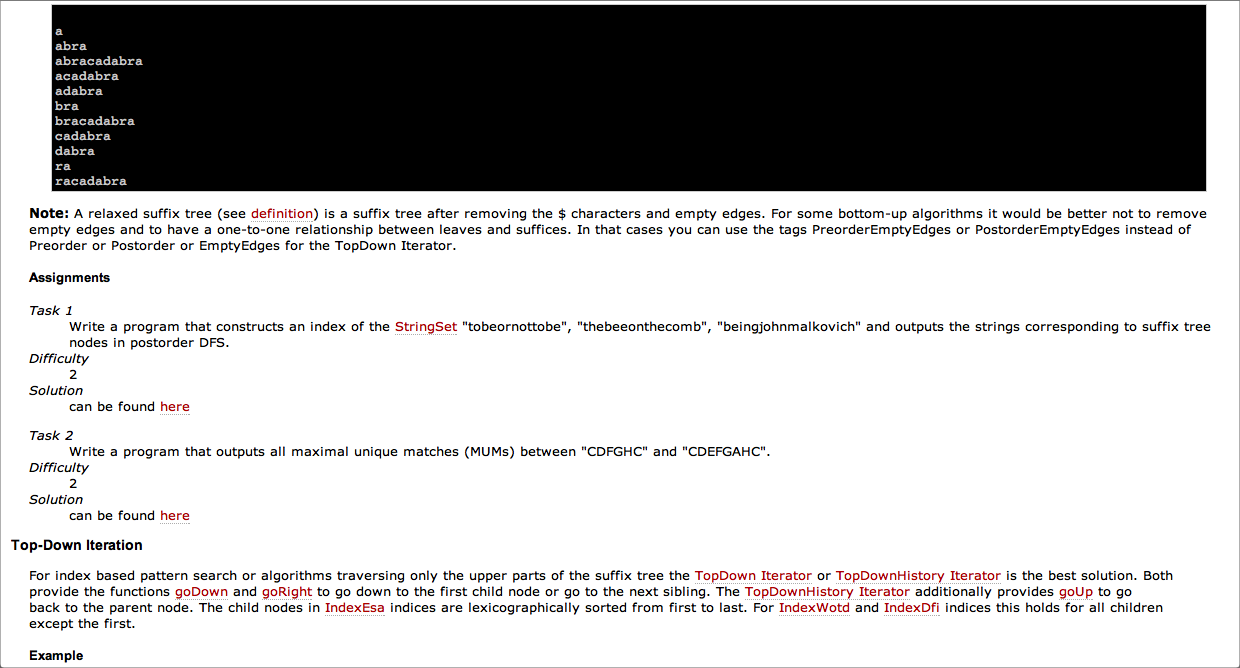 a
abra
abracadabra
acadabra
adabra
bra
bracadabra
cadabra
dabra
ra
racadabra
Note: A relaxed suffix tree (see definition) is a suffix tree after removing the $ characters and empty edges. For some bottom-up algorithms it would be better not to remove
empty edges and to have a one-to-one relationship between leaves and suffices. In that cases you can use the tags PreorderEmptyEdges or PostorderEmptyEdges instead of
Preorder or Postorder or EmptyEdges for the TopDown Iterator.
Assignments
Task 1
Write a program that constructs an index of the StringSet "tobeornottobe", "thebeeonthecomb", "beingjohnmalkovich" and outputs the strings corresponding to suffix tree
nodes in postorder DFS.
Difficulty
2
Solution
can be found here
Task 2
Write a program that outputs all maximal unique matches (MUMs) between "CDFGHC" and "CDEFGAHC".
Difficulty
2
Solution
can be found here
Top-Down Iteration
For index based pattern search or algorithms traversing only the upper parts of the suffix tree the TopDown Iterator or TopDownHistory Iterator is the best solution. Both
provide the functions goDown and goRight to go down to the first child node or go to the next sibling. The TopDownHistory Iterator additionally provides goUp to go
back to the parent node. The child nodes in IndexEsa indices are lexicographically sorted from first to last. For IndexWotd and IndexDfi indices this holds for all children
except the first.
Example